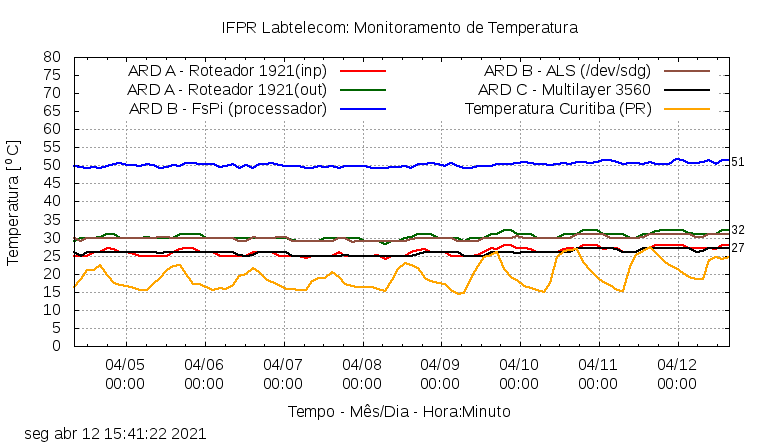 IFPR Labtelecom: Monitoramento de Temperatura
Temperatura [ºC]
80
75
70
65
60
55
50
45
40
35
30
25
20
15
10
5
0
ARD A - Roteador 1921(inp)
ARD A - Roteador 1921(out)
ARD B - FsPi (processador)
ARD B - ALS (/dev/sdg)
ARD C - Multilayer 3560
Temperatura Curitiba (PR)
51
32
27
04/05 04/06 04/07 04/08 04/09 04/10 04/11 04/12
00:00 00:00 00:00 00:00 00:00 00:00 00:00 00:00
Tempo - Mês/Dia - Hora:Minuto
seg abr 12 15:41:22 2021